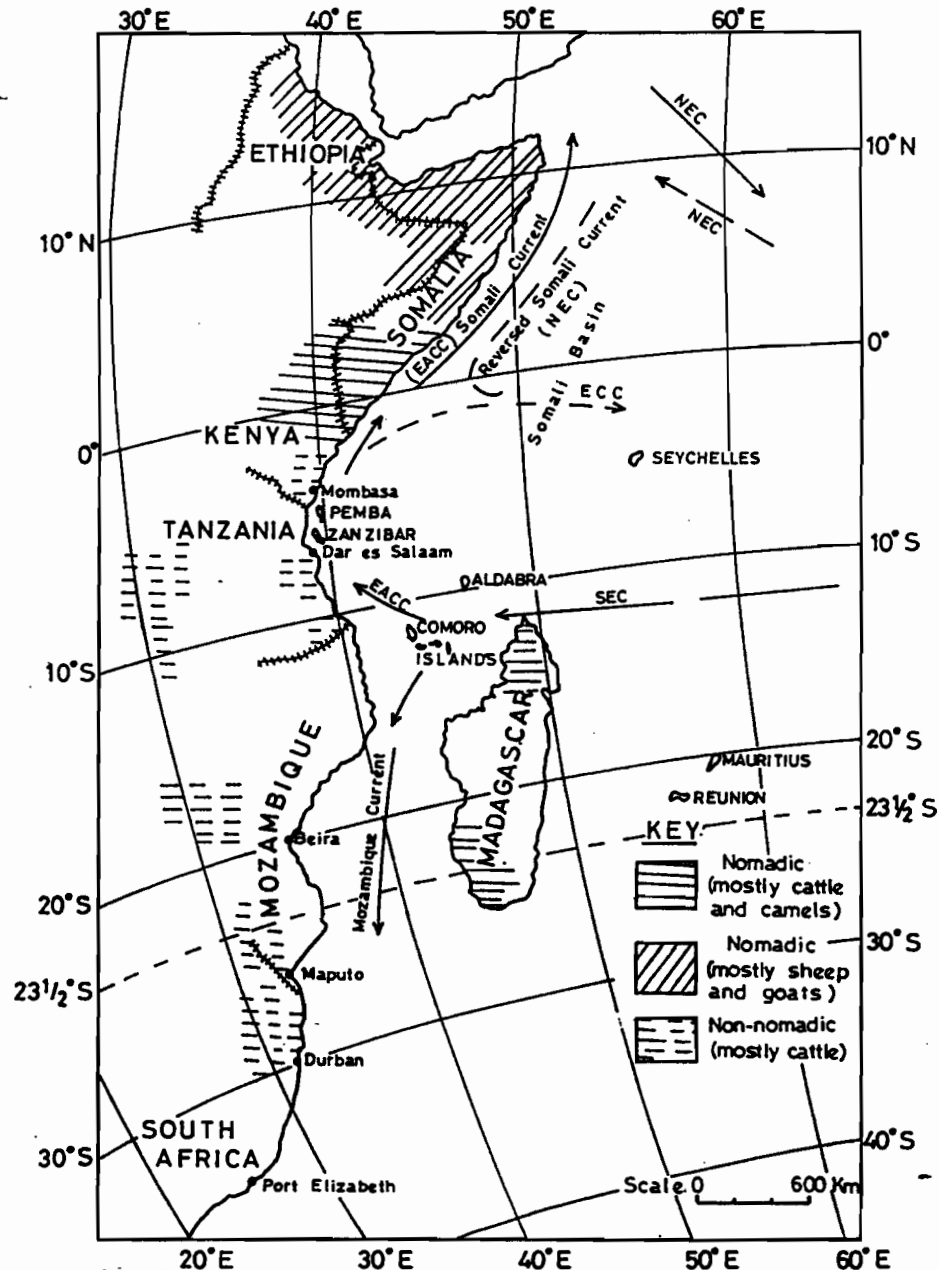 30°E
40°E
50°E
60°E
NEC
ETHIOPIA
10°N
NEC
10°N
SOMALIA
(EACC) Somali Current
(Reversed Somali Current
(NEC)
Somali Basin
0°
ECC
KENYA
0°
SEYCHELLES
Mombasa
PEMBA
TANZANIA
ZANZIBAR
Dar es Salaam
10°S
ALDABRA
EACC
SEC
COMORO
ISLANDS
10°S
MADAGASCAR
MOZAMBIQUE
Mozambique Current
20°S
MAURITIUS
REUNION
23½°S
Beira
KEY
Nomadic
(mostly cattle
and camels)
20°S
Nomadic
(mostly sheep
and goats)
30°S
Maputo
23½°S
Non-nomadic
(mostly cattle)
Durban
SOUTH
AFRICA
40°S
30°S
Port Elizabeth
Scale 0 600 Km
20°E
30°E
40°E
50°E
60°E